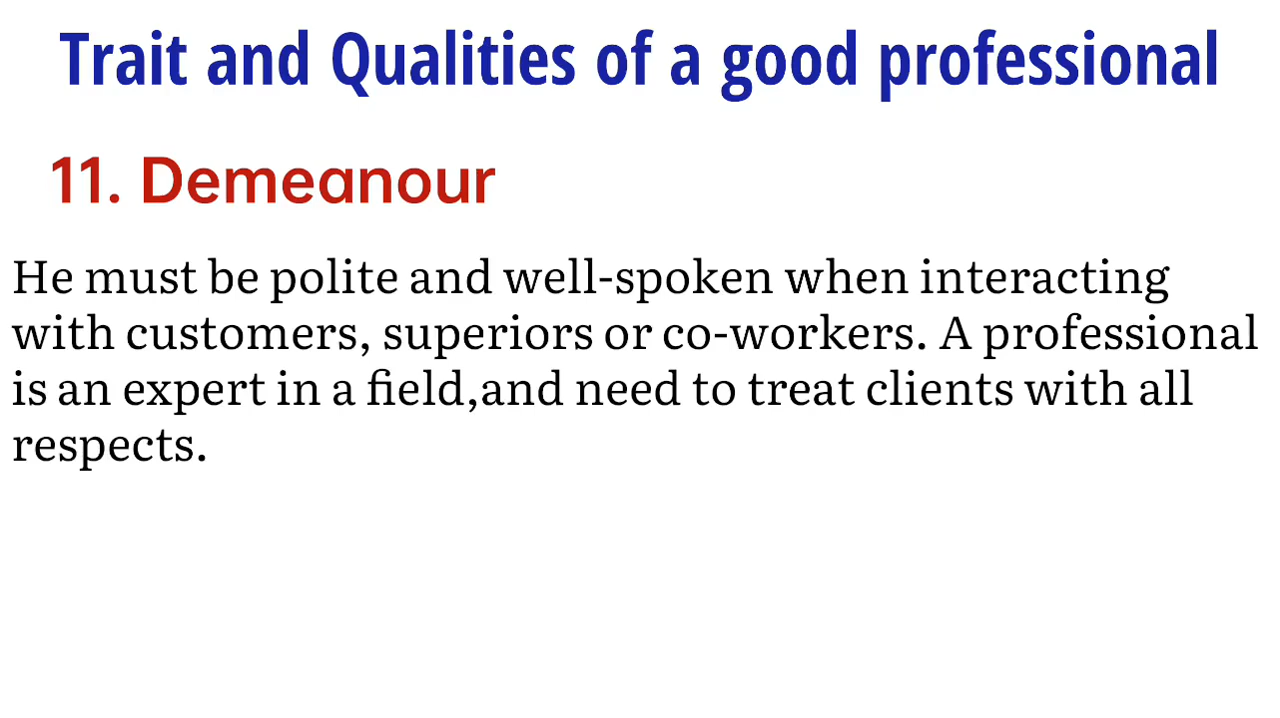 Trait and Qualities of a good professional
11. Demeanour
He must be polite and well-spoken when interacting
with customers, superiors or co-workers. A professional
is an expert in a field,and need to treat clients with all
respects.